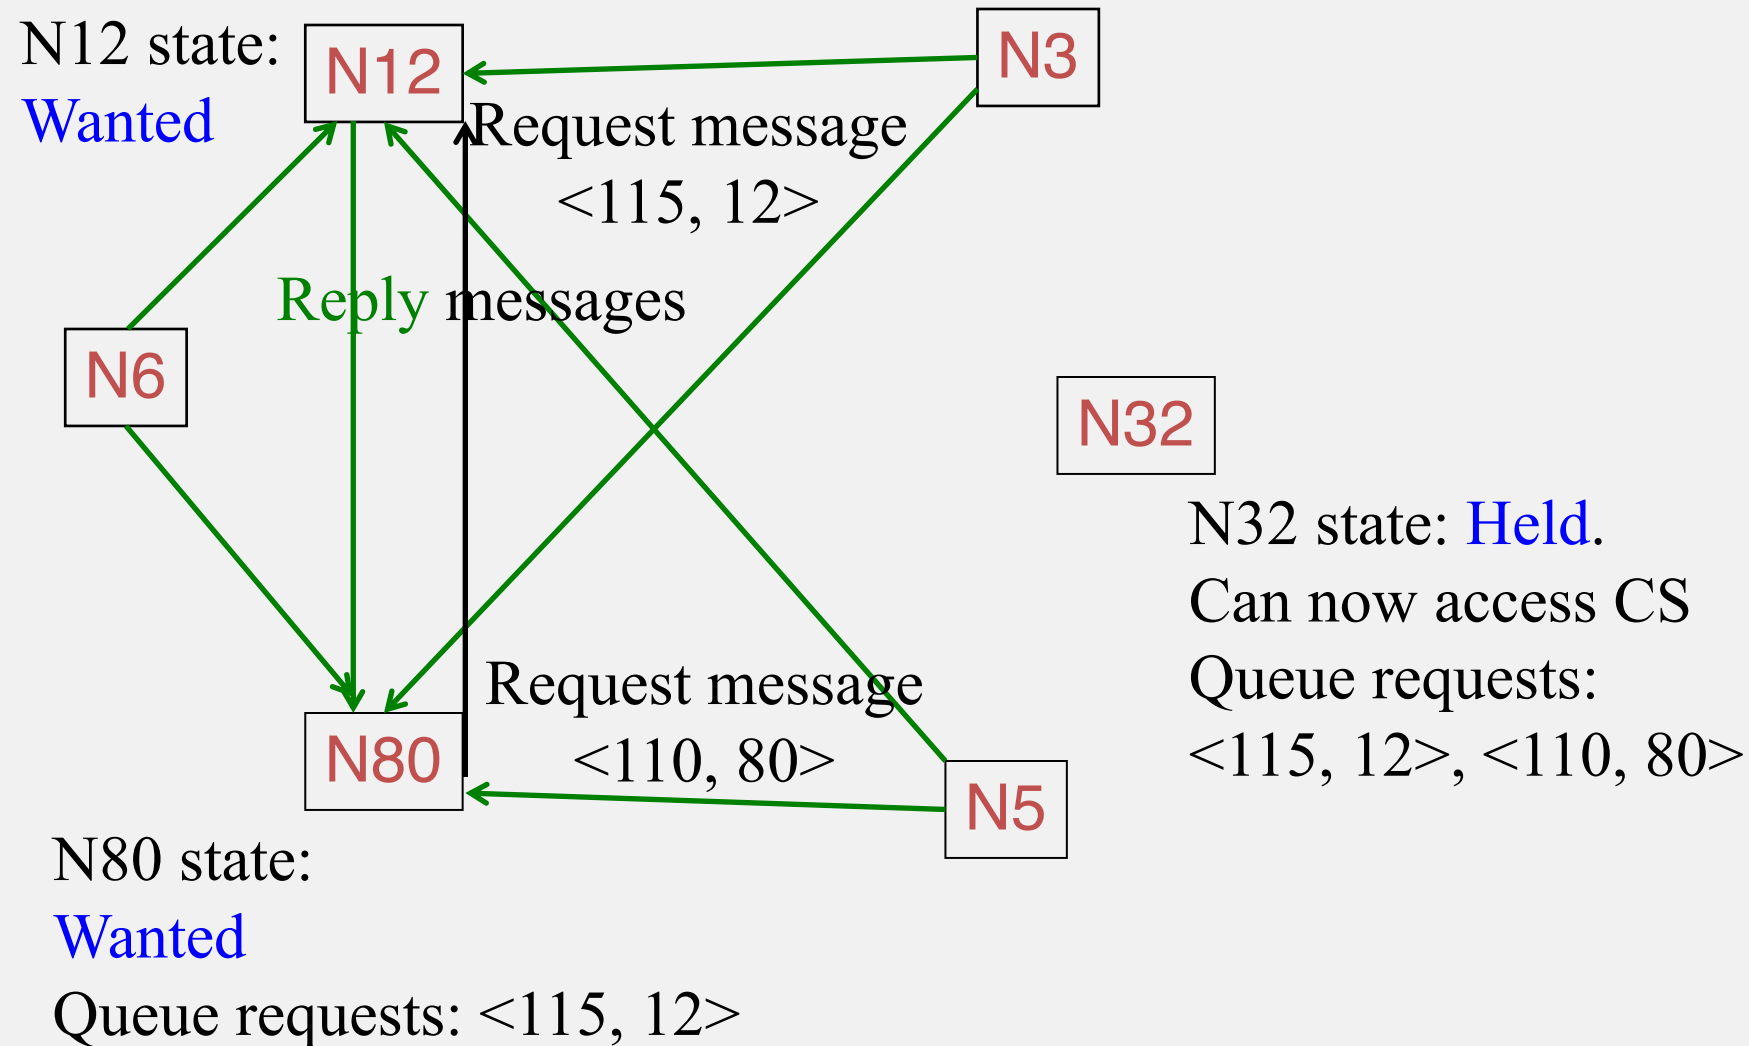 N12 state:
Wanted
N12
N3
Request message
<115, 12>
Reply messages
N6
N32
N32 state: Held.
Can now access CS
Queue requests:
<115, 12>, <110, 80>
Request message
<110, 80>
N80
N5
N80 state:
Wanted
Queue requests: <115, 12>